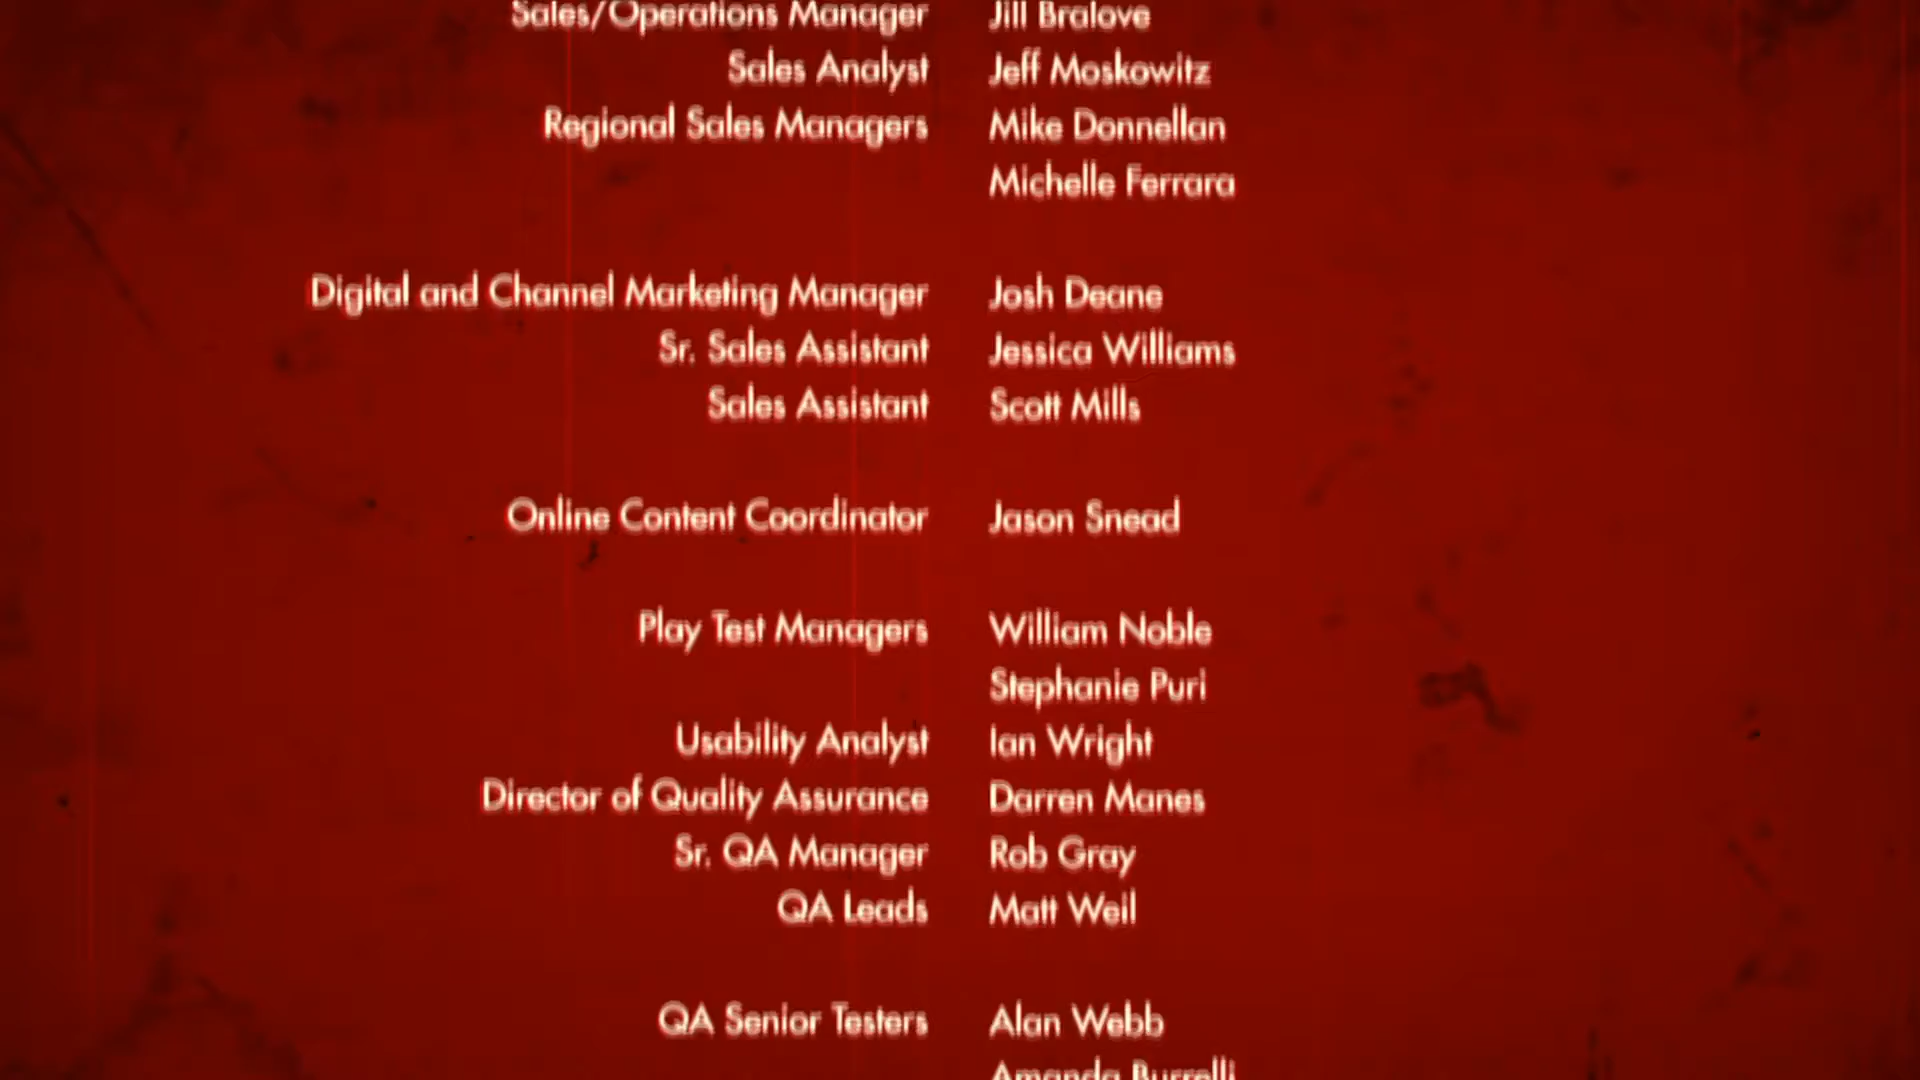 Sales/Operations Manager Jill Bralove
Sales Analyst Jeff Moskowitz
Regional Sales Managers Mike Donnellan
Michelle Ferrara
Digital and Channel Marketing Manager Josh Deane
Sr. Sales Assistant Jessica Williams
Sales Assistant Scott Mills
Online Content Coordinator Jason Snead
Play Test Managers William Noble
Stephanie Puri
Usability Analyst Ian Wright
Director of Quality Assurance Darren Manes
Sr. QA Manager Rob Gray
QA Leads Matt Weil
QA Senior Testers Alan Webb
Amanda Burrelli